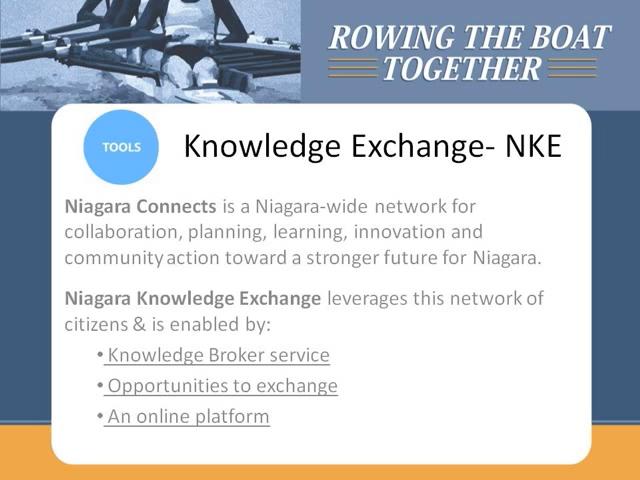 ROWING THE BOAT
TOGETHER
TOOLS
Knowledge Exchange- NKE
Niagara Connects is a Niagara-wide network for
collaboration, planning, learning, innovation and
community action toward a stronger future for Niagara.
Niagara Knowledge Exchange leverages this network of
citizens & is enabled by:
• Knowledge Broker service
• Opportunities to exchange
• An online platform